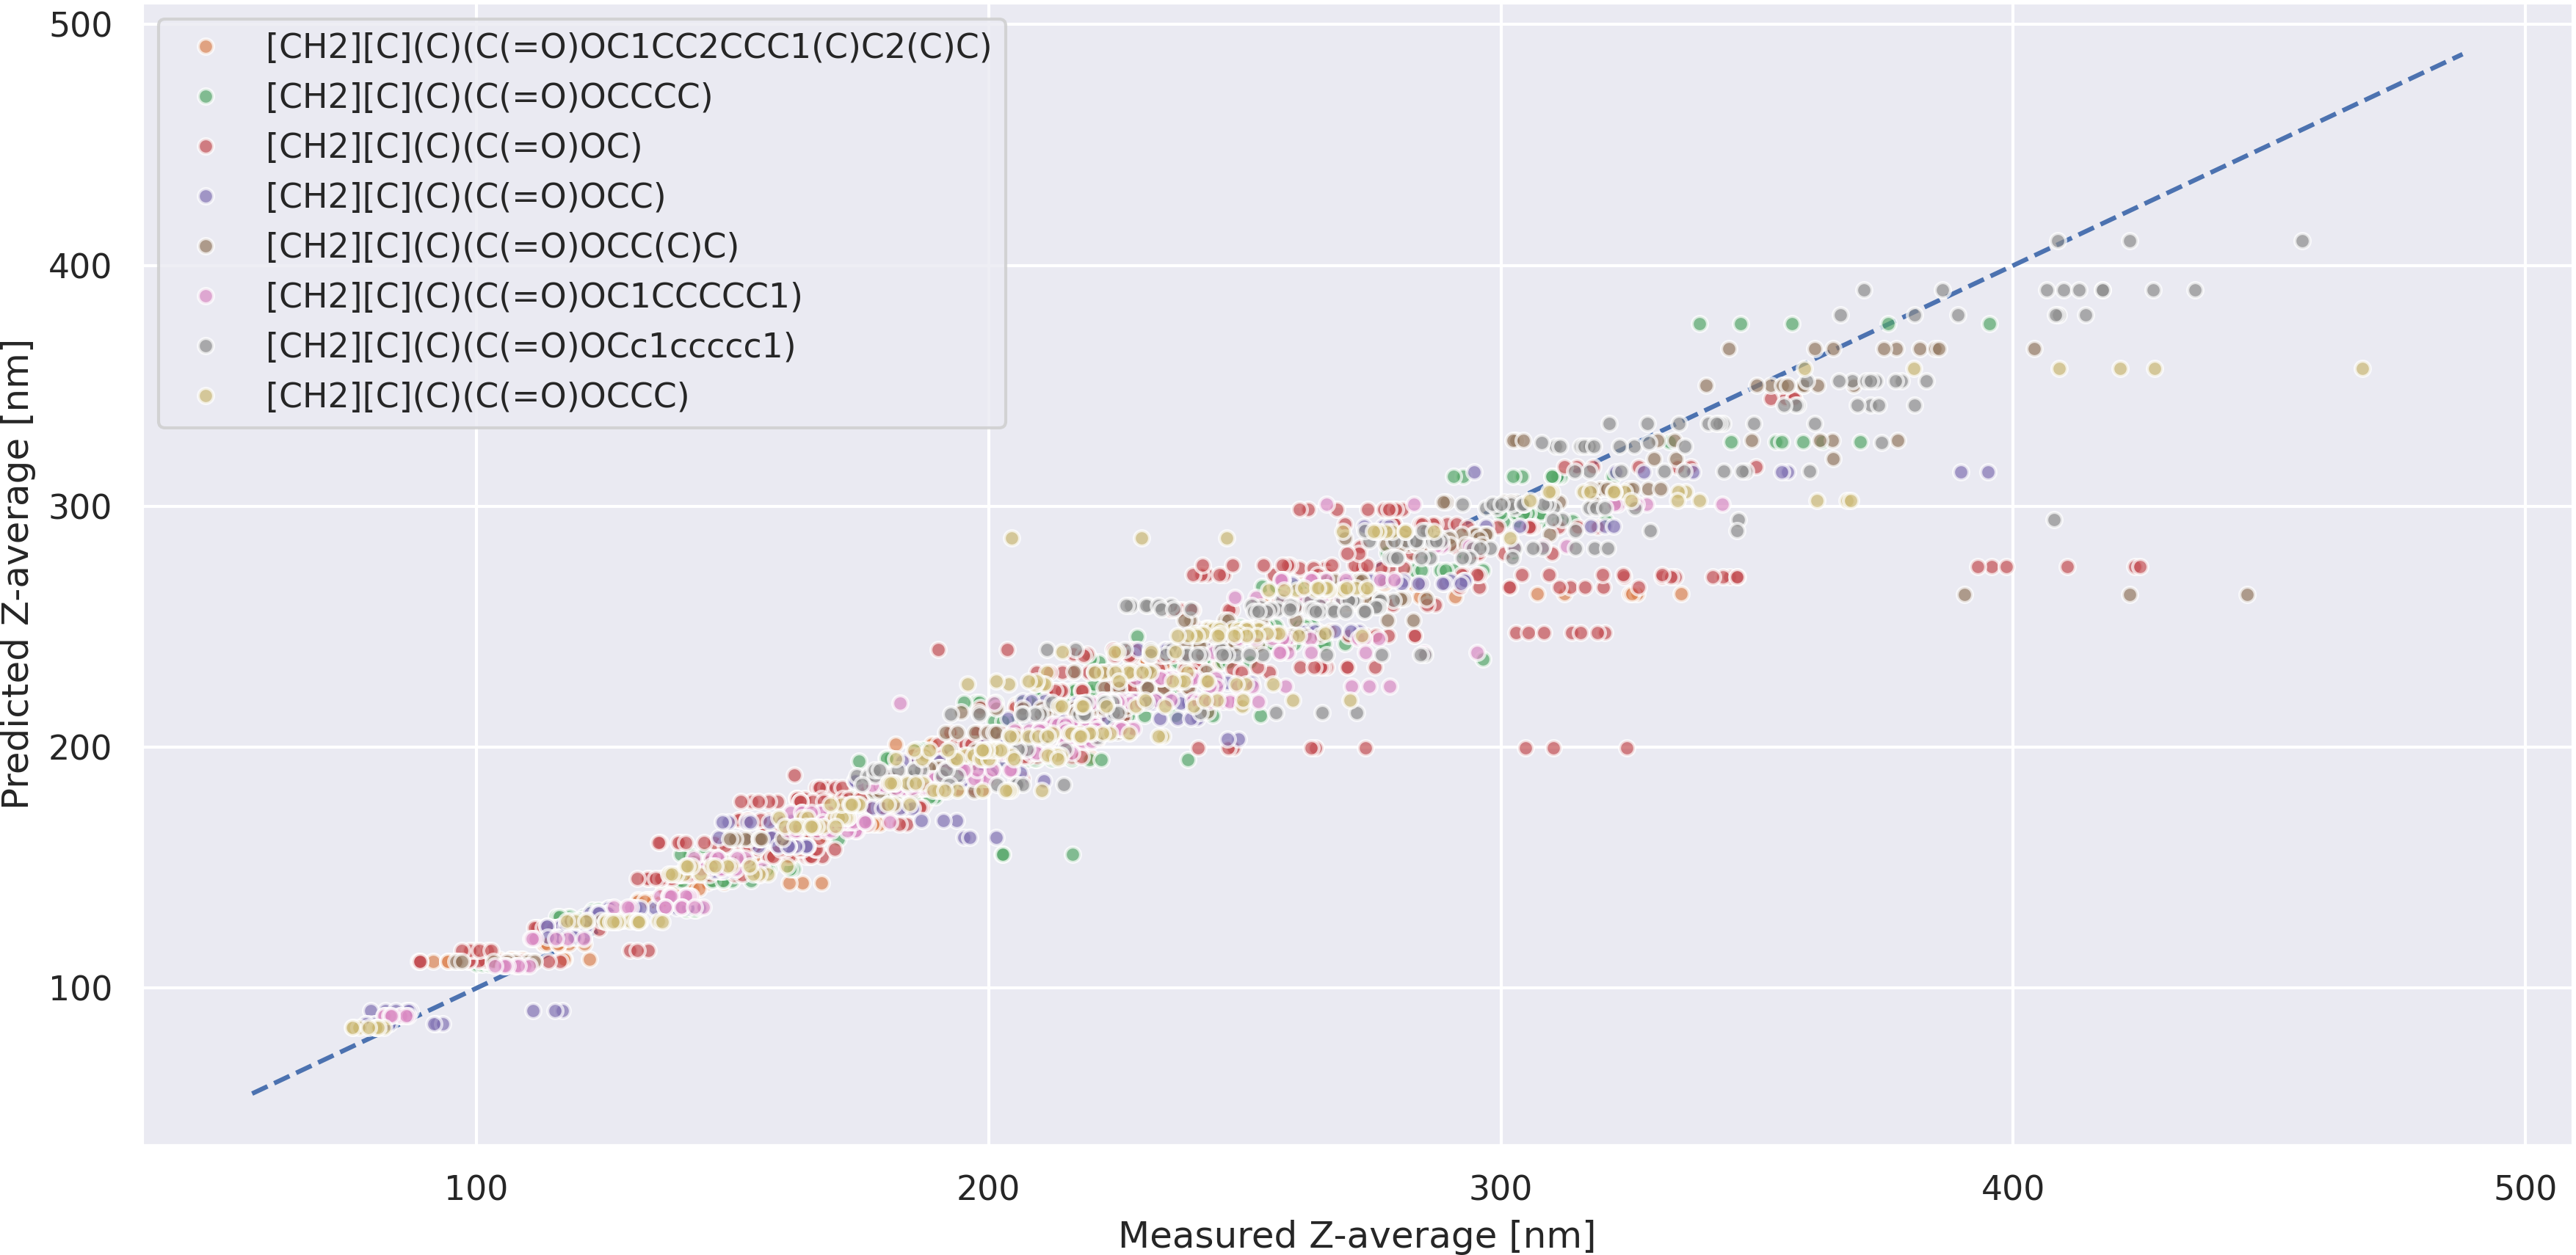 500
400
300
200
100
Predicted Z-average [nm]
[CH2][C](C)(C(=O)OC1CC2CCC1(C)C2(C)C)
[CH2][C](C)(C(=O)OCCCC)
[CH2][C](C)(C(=O)OC)
[CH2][C](C)(C(=O)OCC)
[CH2][C](C)(C(=O)OCC(C)C)
[CH2][C](C)(C(=O)OC1CCCCC1)
[CH2][C](C)(C(=O)OCc1ccccc1)
[CH2][C](C)(C(=O)OCCC)
100 200 300 400 500
Measured Z-average [nm]